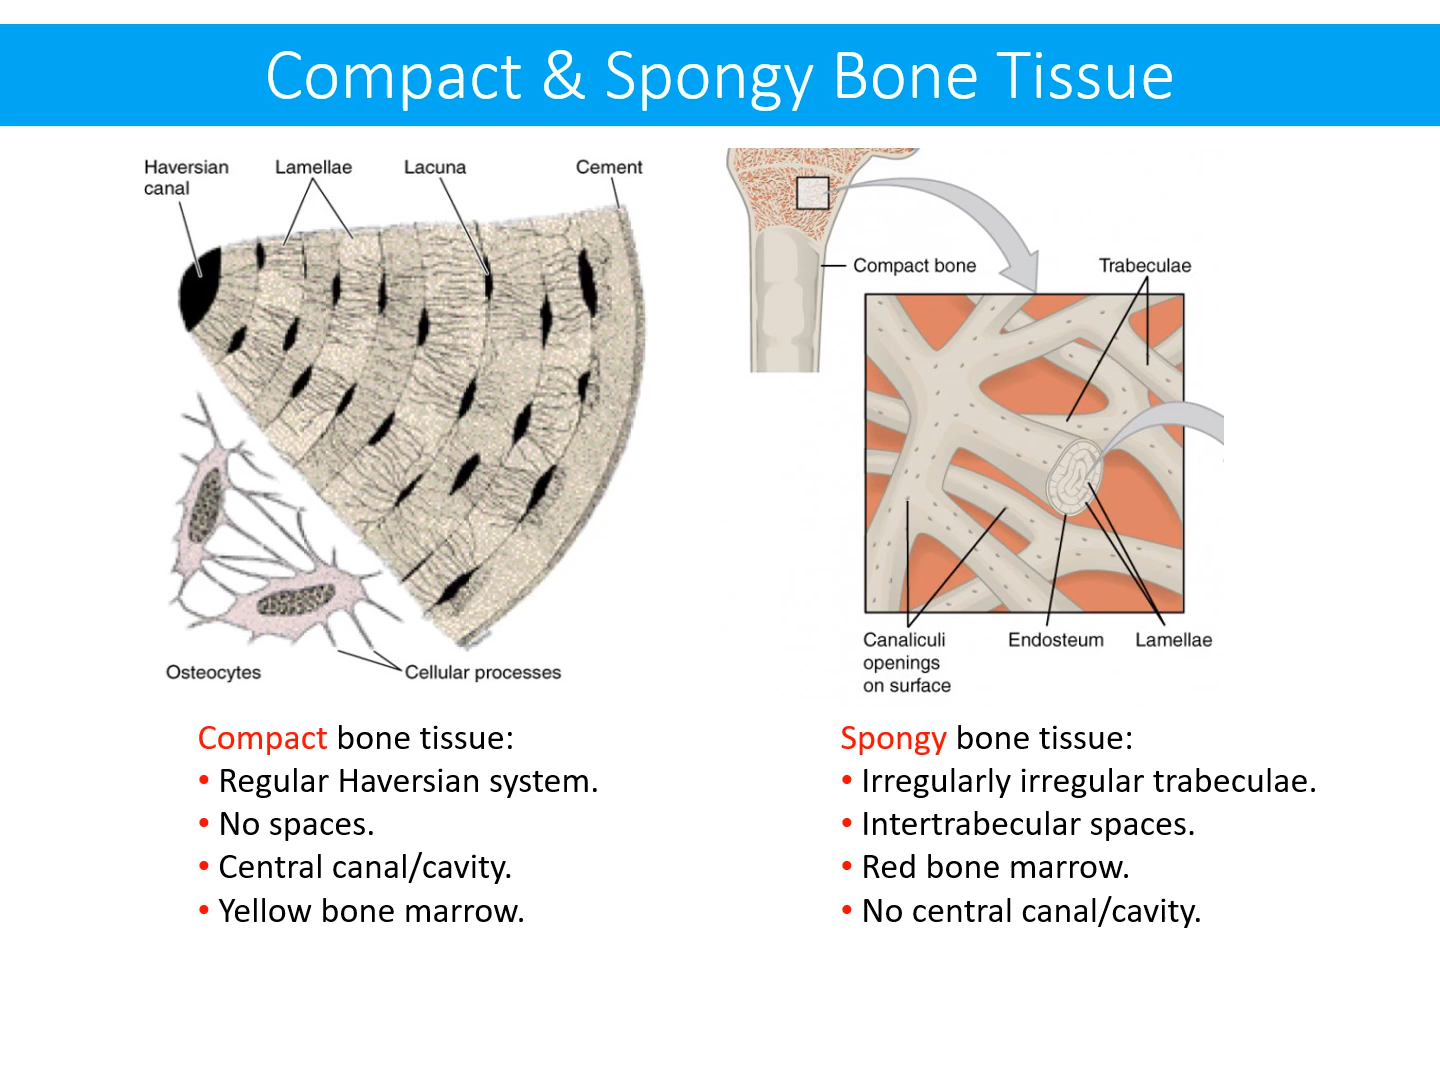 Compact & Spongy Bone Tissue
Haversian
canal
Lamellae
Lacuna
Cement
Osteocytes
Cellular processes
Compact bone
Trabeculae
Canaliculi
openings
on surface
Endosteum
Lamellae
Compact bone tissue:
• Regular Haversian system.
• No spaces.
• Central canal/cavity.
• Yellow bone marrow.
Spongy bone tissue:
• Irregularly irregular trabeculae.
• Intertrabecular spaces.
• Red bone marrow.
• No central canal/cavity.